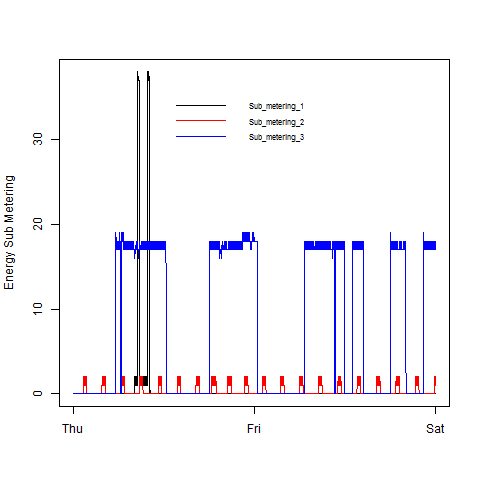 Sub_metering_1
Sub_metering_2
Sub_metering_3
Energy Sub Metering
30
20
10
0
Thu Fri Sat